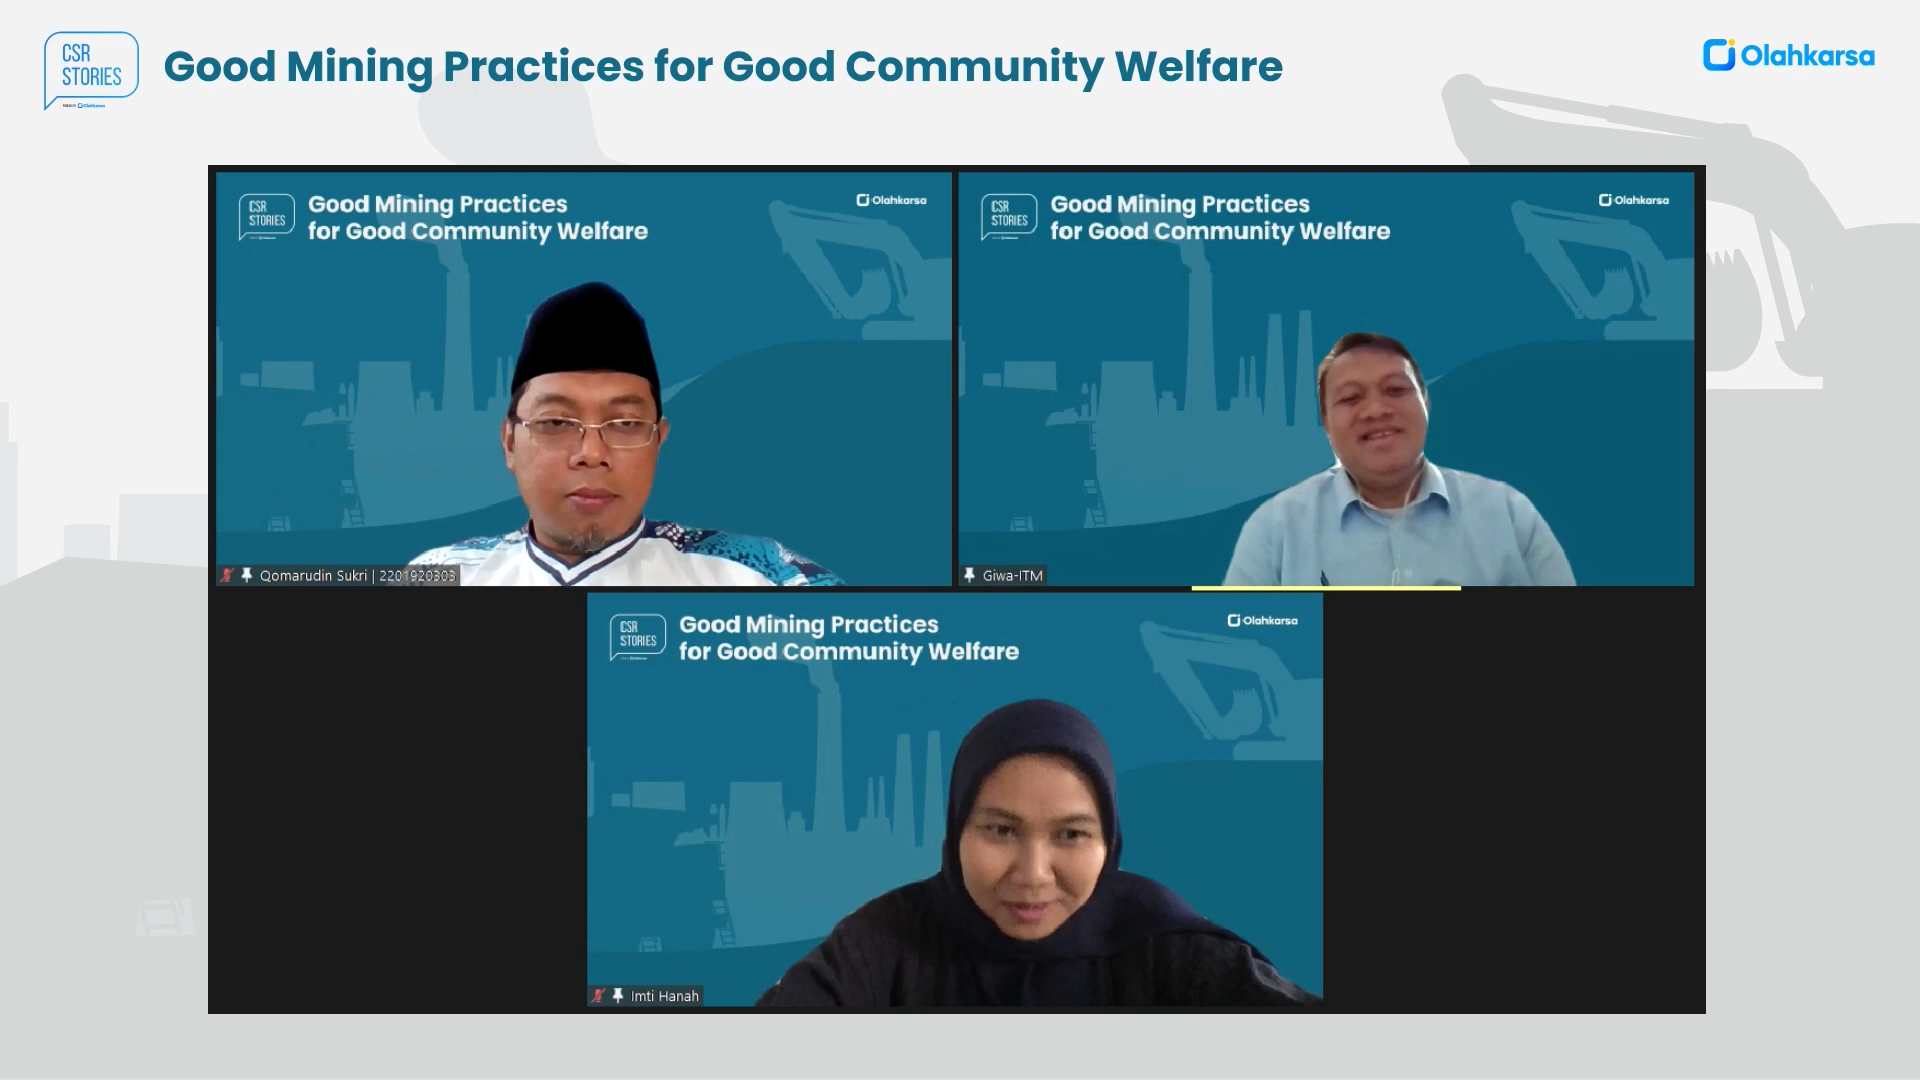 CSR
STORIES
Good Mining Practices for Good Community Welfare
Olahkarsa
Olahkarsa
CSR
STORIES
Good Mining Practices
for Good Community Welfare
Olahkarsa
Qomarudin Sukri | 2201920303
CSR
STORIES
Good Mining Practices
for Good Community Welfare
Olahkarsa
Giwa-ITM
CSR
STORIES
Good Mining Practices
for Good Community Welfare
Olahkarsa
Imti Hanah